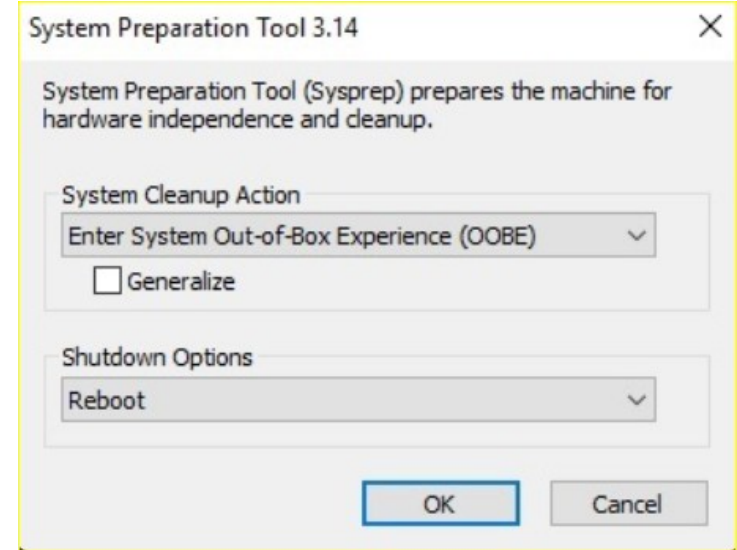 System Preparation Tool 3.14
System Preparation Tool (Sysprep) prepares the machine for
hardware independence and cleanup.
System Cleanup Action
Enter System Out-of-Box Experience (OOBE)
Generalize
Shutdown Options
Reboot
OK
Cancel